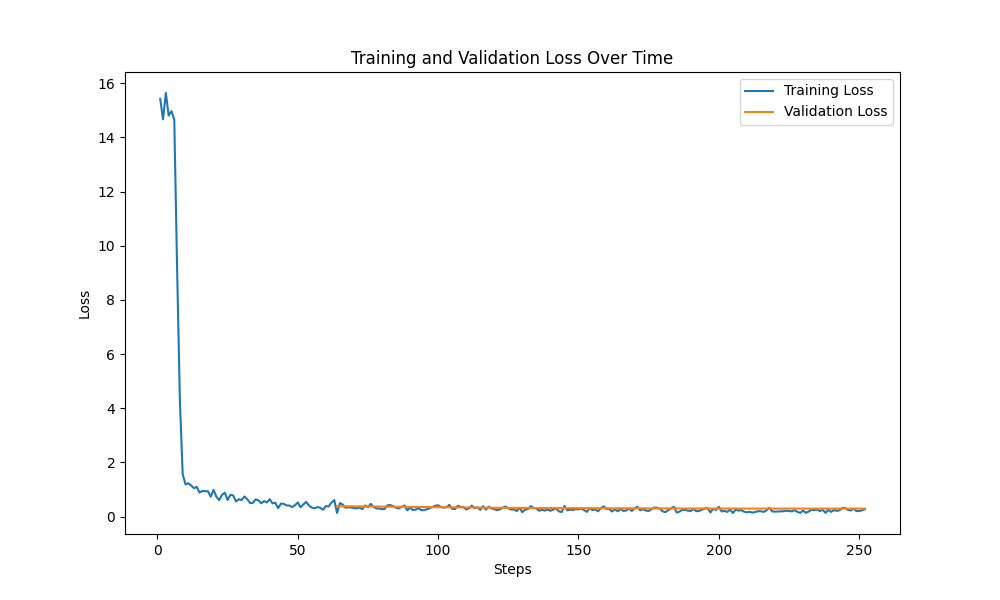 Training and Validation Loss Over Time
Training Loss
Validation Loss
16
14
12
10
8
6
4
2
0
Loss
0 50 100 150 200 250
Steps